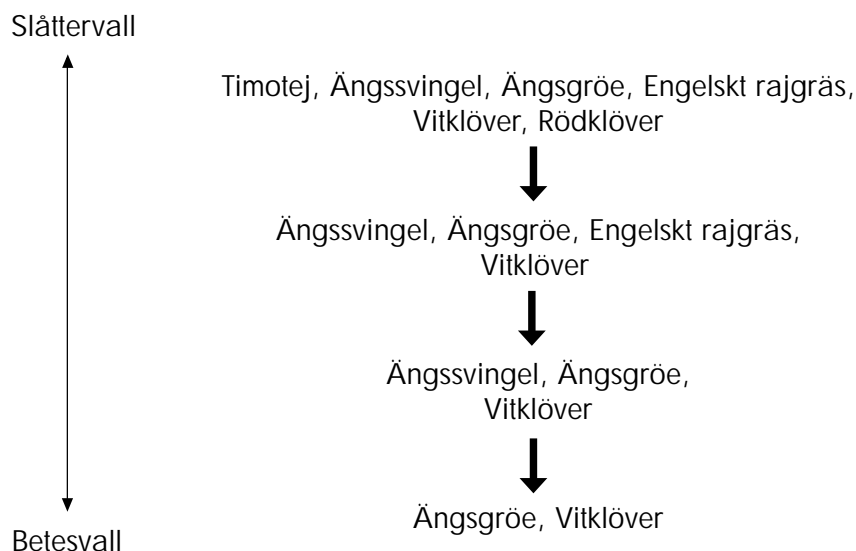 Slåttervall
Timotej, Ängssvingel, Ängsgröe, Engelskt rajgräs,
Vitklöver, Rödklöver
Ängssvingel, Ängsgröe, Engelskt rajgräs,
Vitklöver
Ängssvingel, Ängsgröe,
Vitklöver
Ängsgröe, Vitklöver
Betesvall